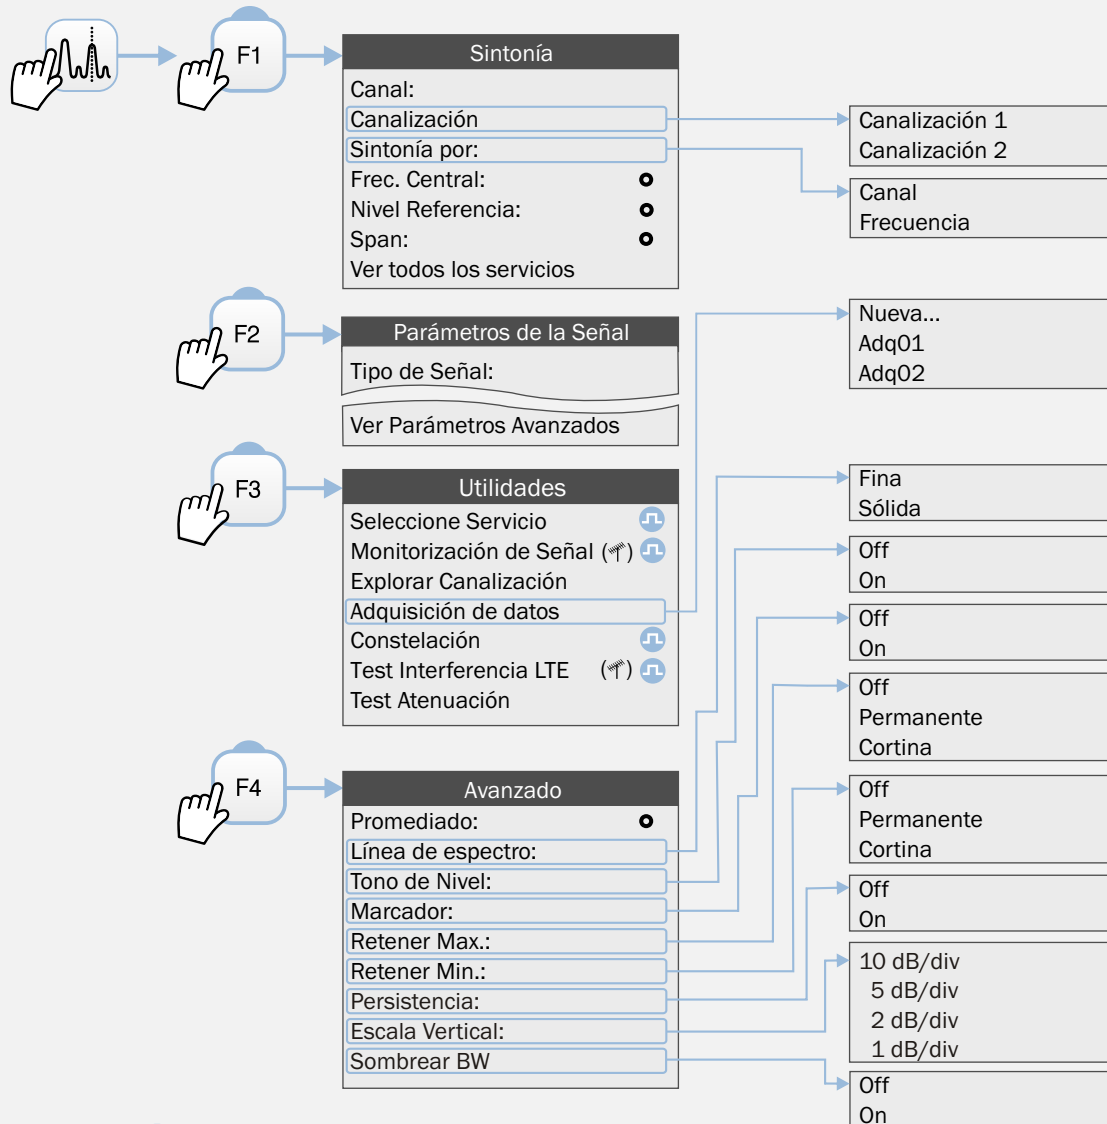 F1
Sintonía
Canal:
Canalización
Sintonía por:
Frec. Central:
Nivel Referencia:
Span:
Ver todos los servicios
Canalización 1
Canalización 2
Canal
Frecuencia
F2
Parámetros de la Señal
Tipo de Señal:
Ver Parámetros Avanzados
Nueva...
Adq01
Adq02
F3
Utilidades
Seleccione Servicio
Monitorización de Señal ( )
Explorar Canalización
Adquisición de datos
Constelación
Test Interferencia LTE ( )
Test Atenuación
F4
Avanzado
Promediado:
Línea de espectro:
Tono de Nivel:
Marcador:
Retener Max.:
Retener Min.:
Persistencia:
Escala Vertical:
Sombrear BW
Fina
Sólida
Off
On
Off
On
Off
Permanente
Cortina
Off
Permanente
Cortina
Off
On
10 dB/div
5 dB/div
2 dB/div
1 dB/div
Off
On